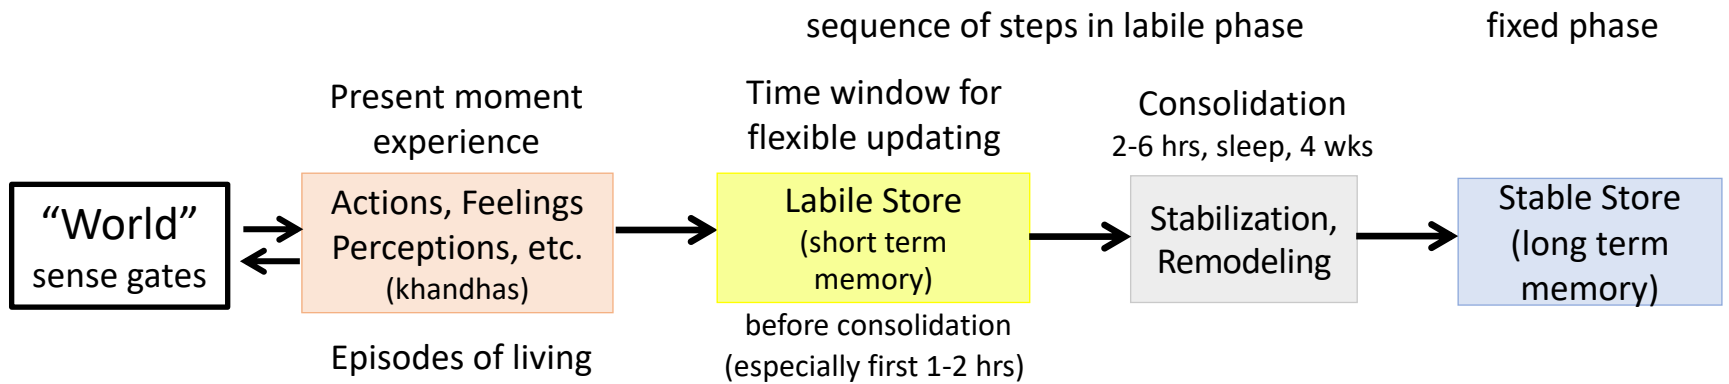 sequence of steps in labile phase
fixed phase
Present moment
experience
Time window for
flexible updating
Consolidation
2-6 hrs, sleep, 4 wks
“World”
sense gates
Actions, Feelings
Perceptions, etc.
(khandhas)
Labile Store
(short term
memory)
Stabilization,
Remodeling
Stable Store
(long term
memory)
Episodes of living
before consolidation
(especially first 1-2 hrs)